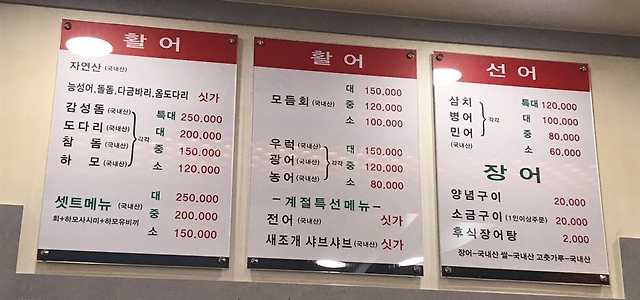 활어
자연산 (국내산)
능성어,돌돔,다금바리,줄도다리 싯가
감성돔 (국내산) 특대 250,000
도다리 (국내산) 각각 대 200,000
참돔 (국내산) 중 150,000
하모 (국내산) 소 120,000
셋트메뉴 (국내산) 대 250,000
중 200,000
회+하모사시미+하모유비끼
소 150,000
활어
대 150,000
모듬회 (국내산) 중 120,000
소 100,000
우럭 (국내산) 대 150,000
광어 (국내산) 각각 중 120,000
농어 (국내산) 소 80,000
-계절특선메뉴-
전어 (국내산) 싯가
새조개 샤브샤브 (국내산) 싯가
선어
삼치 특대 120,000
병어 각각 대 100,000
민어 중 80,000
(국내산) 소 60,000
장어
양념구이 20,000
소금구이 (1인이상주문) 20,000
후식장어탕 2,000
장어-국내산 쌀-국내산 고춧가루-국내산